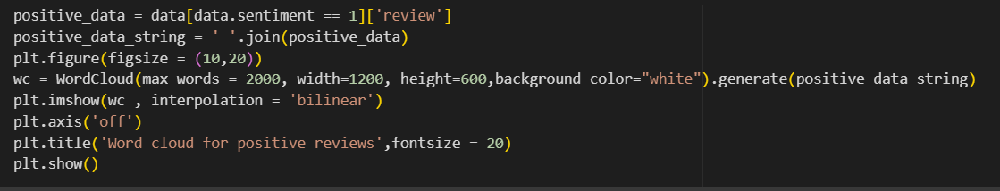 positive_data = data[data.sentiment == 1]['review']
positive_data_string = ' '.join(positive_data)
plt.figure(figsize = (10,20))
wc = WordCloud(max_words = 2000, width=1200, height=600,background_color="white").generate(positive_data_string)
plt.imshow(wc , interpolation = 'bilinear')
plt.axis('off')
plt.title('Word cloud for positive reviews',fontsize = 20)
plt.show()